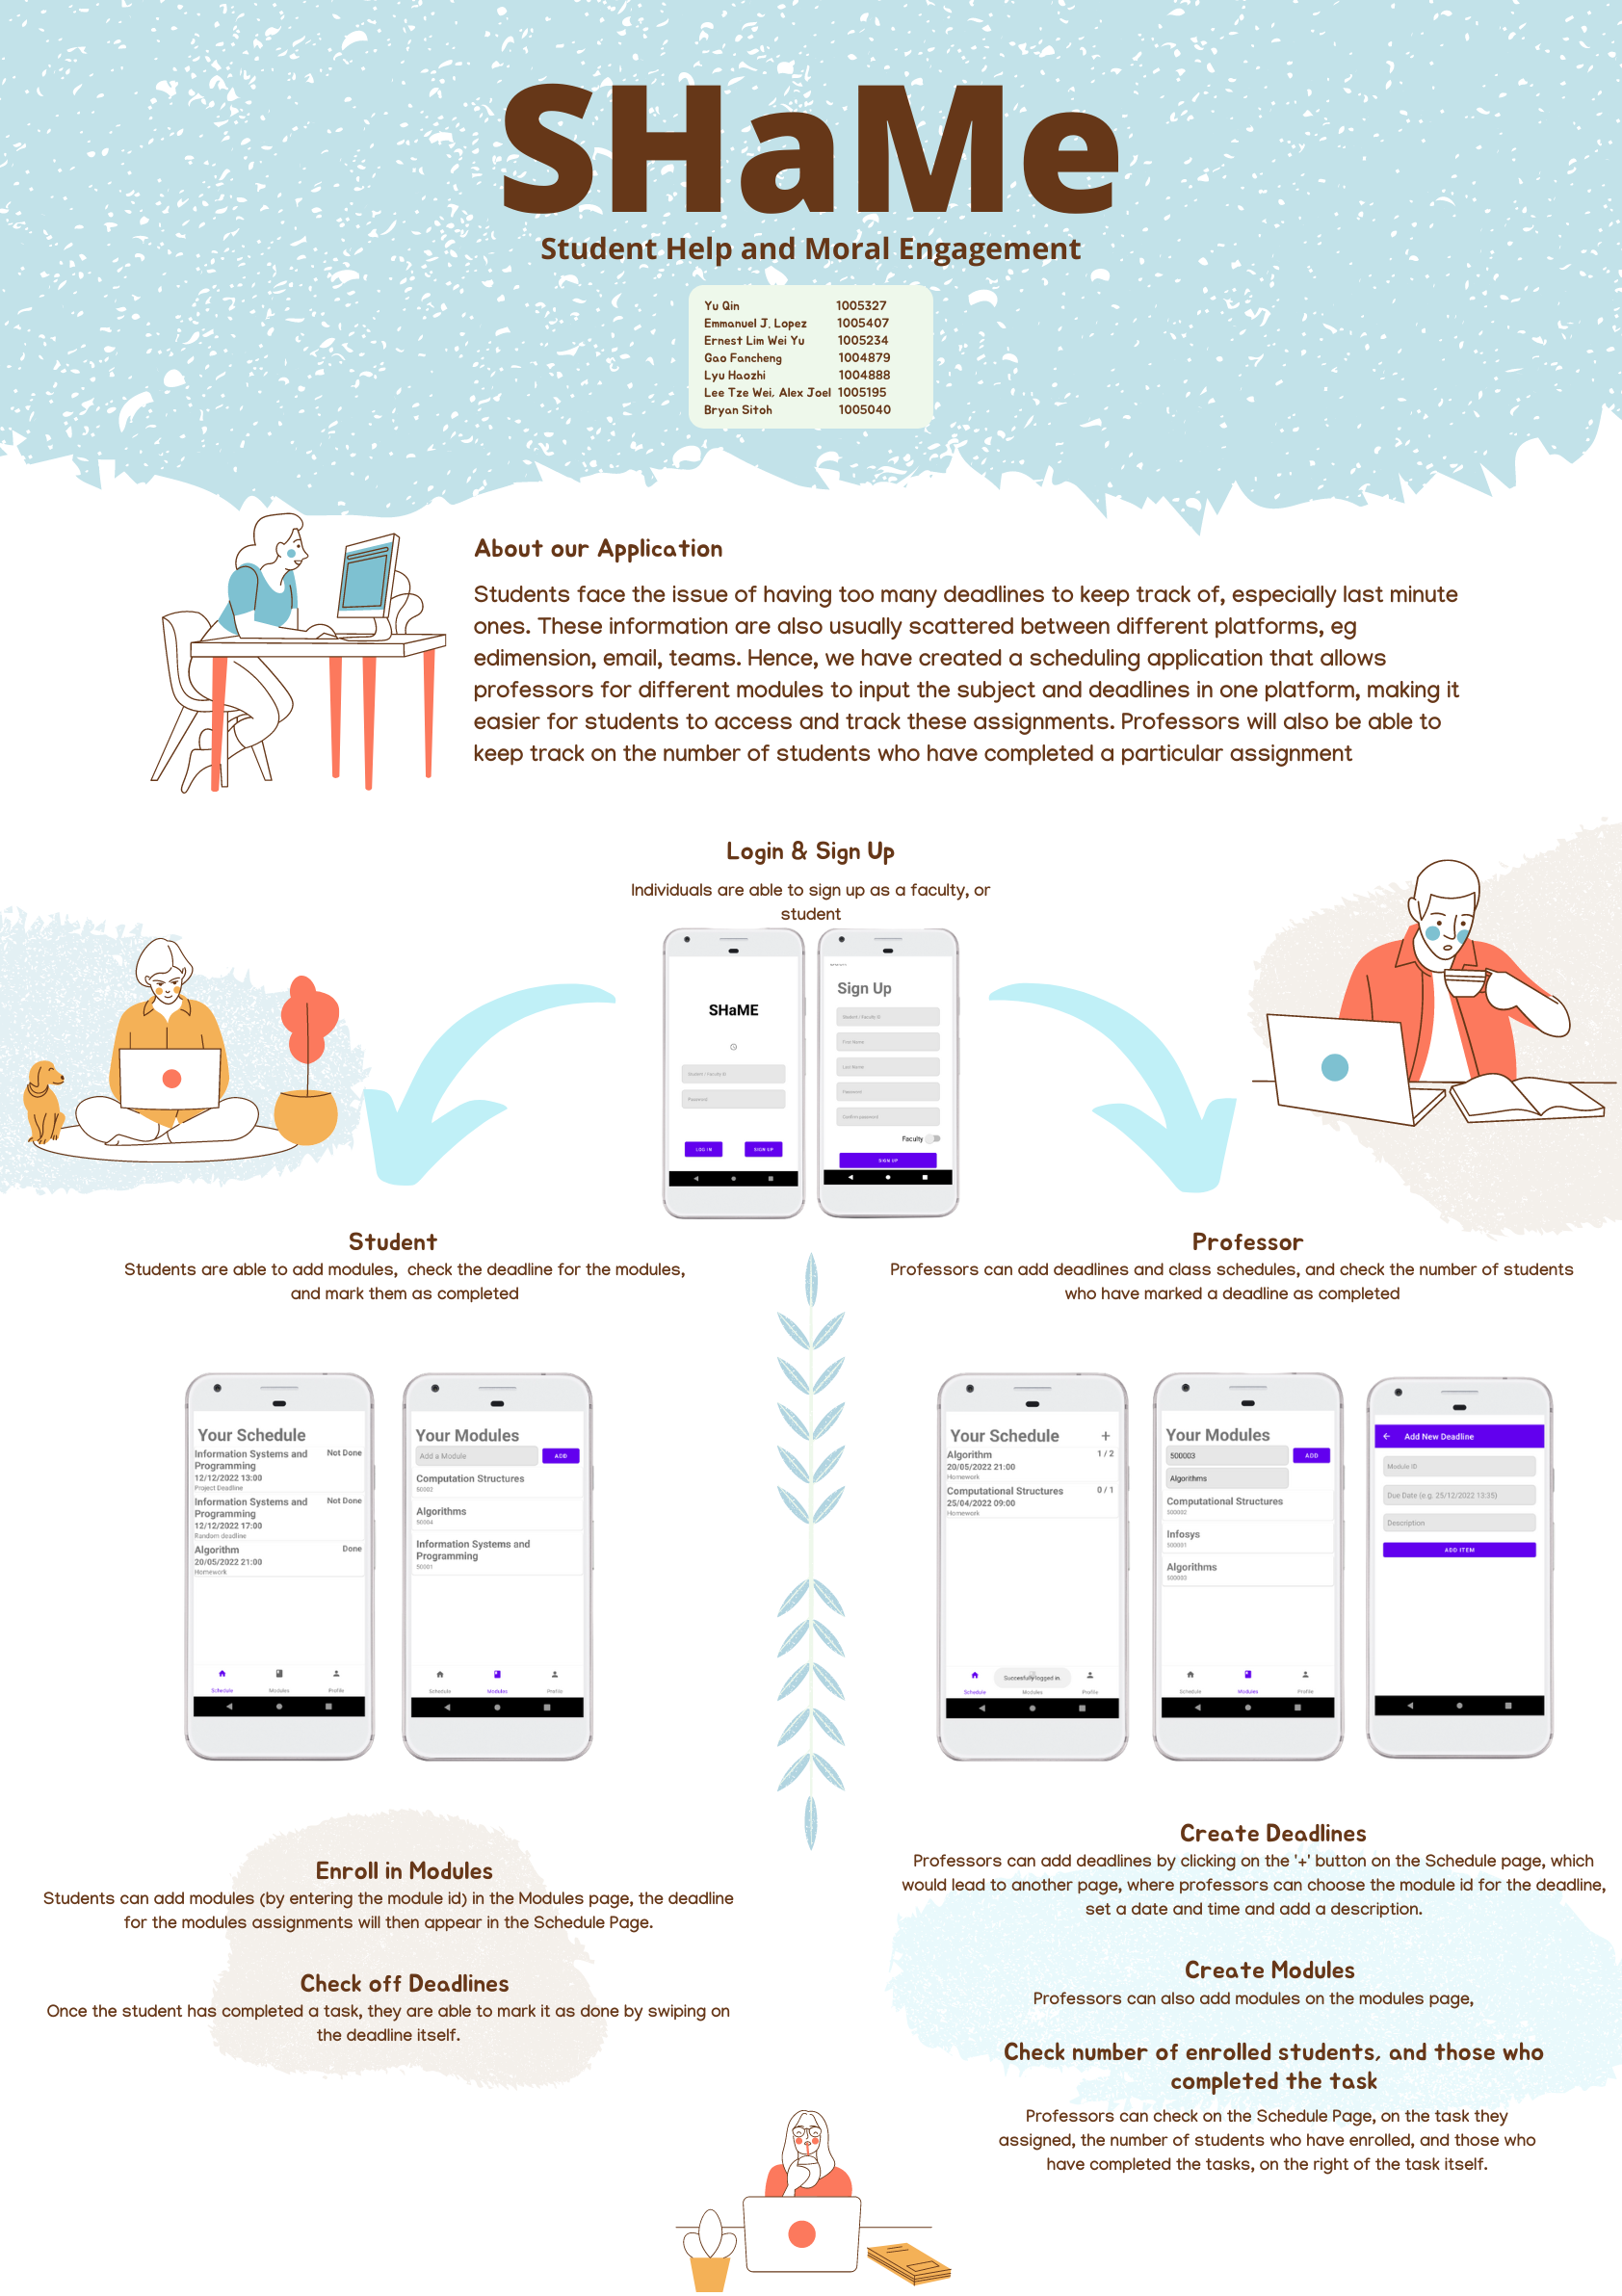 SHaMe
Student Help and Moral Engagement
Yu Qin 1005327
Emmanuel J. Lopez 1005407
Ernest Lim Wei Yu 1005234
Gao Fancheng 1004879
Lyu Haozhi 1004888
Lee Tze Wei, Alex Joel 1005195
Bryan Sitoh 1005040
About our Application
Students face the issue of having too many deadlines to keep track of, especially last minute
ones. These information are also usually scattered between different platforms, eg
edimension, email, teams. Hence, we have created a scheduling application that allows
professors for different modules to input the subject and deadlines in one platform, making it
easier for students to access and track these assignments. Professors will also be able to
keep track on the number of students who have completed a particular assignment
Login & Sign Up
Individuals are able to sign up as a faculty, or
student
SHaME
Student / Faculty ID
Password
LOG IN SIGN UP
Sign Up
Student / Faculty ID
First Name
Last Name
Password
Confirm password
Faculty
SIGN UP
Student
Students are able to add modules, check the deadline for the modules,
and mark them as completed
Your Schedule
Information Systems and Not Done
Programming
12/12/2022 13:00
Project Deadline
Information Systems and Not Done
Programming
12/12/2022 17:00
Random deadline
Algorithm Done
20/05/2022 21:00
Homework
Schedule Modules Profile
Your Modules
Add a Module ADD
Computation Structures
50002
Algorithms
50004
Information Systems and
Programming
50001
Schedule Modules Profile
Professor
Professors can add deadlines and class schedules, and check the number of students
who have marked a deadline as completed
Your Schedule +
Algorithm 1 / 2
20/05/2022 21:00
Homework
Computational Structures 0 / 1
25/04/2022 09:00
Homework
Succesfully logged in.
Schedule Modules Profile
Your Modules
500003 ADD
Algorithms
Computational Structures
500002
Infosys
500001
Algorithms
500003
Schedule Modules Profile
Add New Deadline
Module ID
Due Date (e.g. 25/12/2022 13:35)
Description
ADD ITEM
Enroll in Modules
Students can add modules (by entering the module id) in the Modules page, the deadline
for the modules assignments will then appear in the Schedule Page.
Check off Deadlines
Once the student has completed a task, they are able to mark it as done by swiping on
the deadline itself.
Create Deadlines
Professors can add deadlines by clicking on the '+' button on the Schedule page, which
would lead to another page, where professors can choose the module id for the deadline,
set a date and time and add a description.
Create Modules
Professors can also add modules on the modules page,
Check number of enrolled students, and those who
completed the task
Professors can check on the Schedule Page, on the task they
assigned, the number of students who have enrolled, and those who
have completed the tasks, on the right of the task itself.